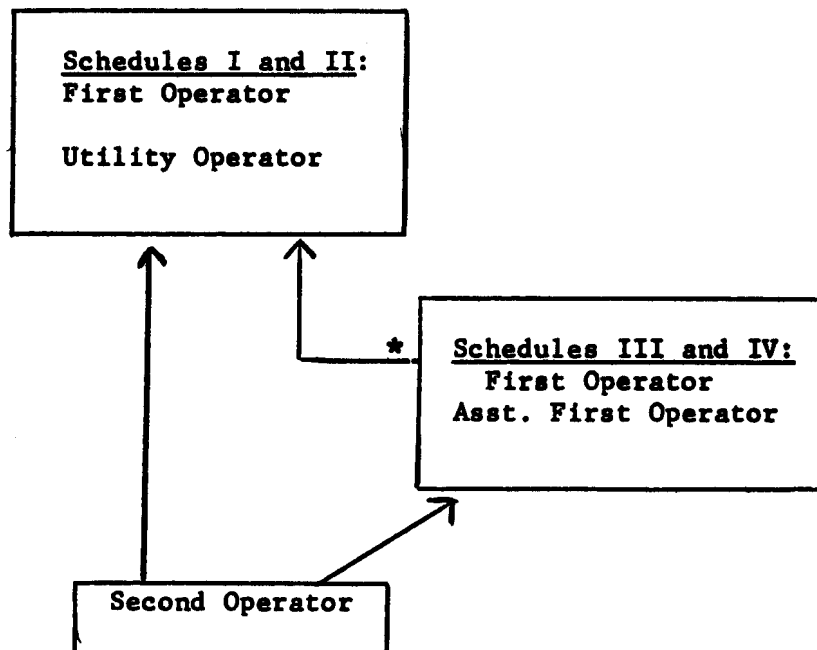 Schedules I and II:
First Operator
Utility Operator
*
Schedules III and IV:
First Operator
Asst. First Operator
Second Operator